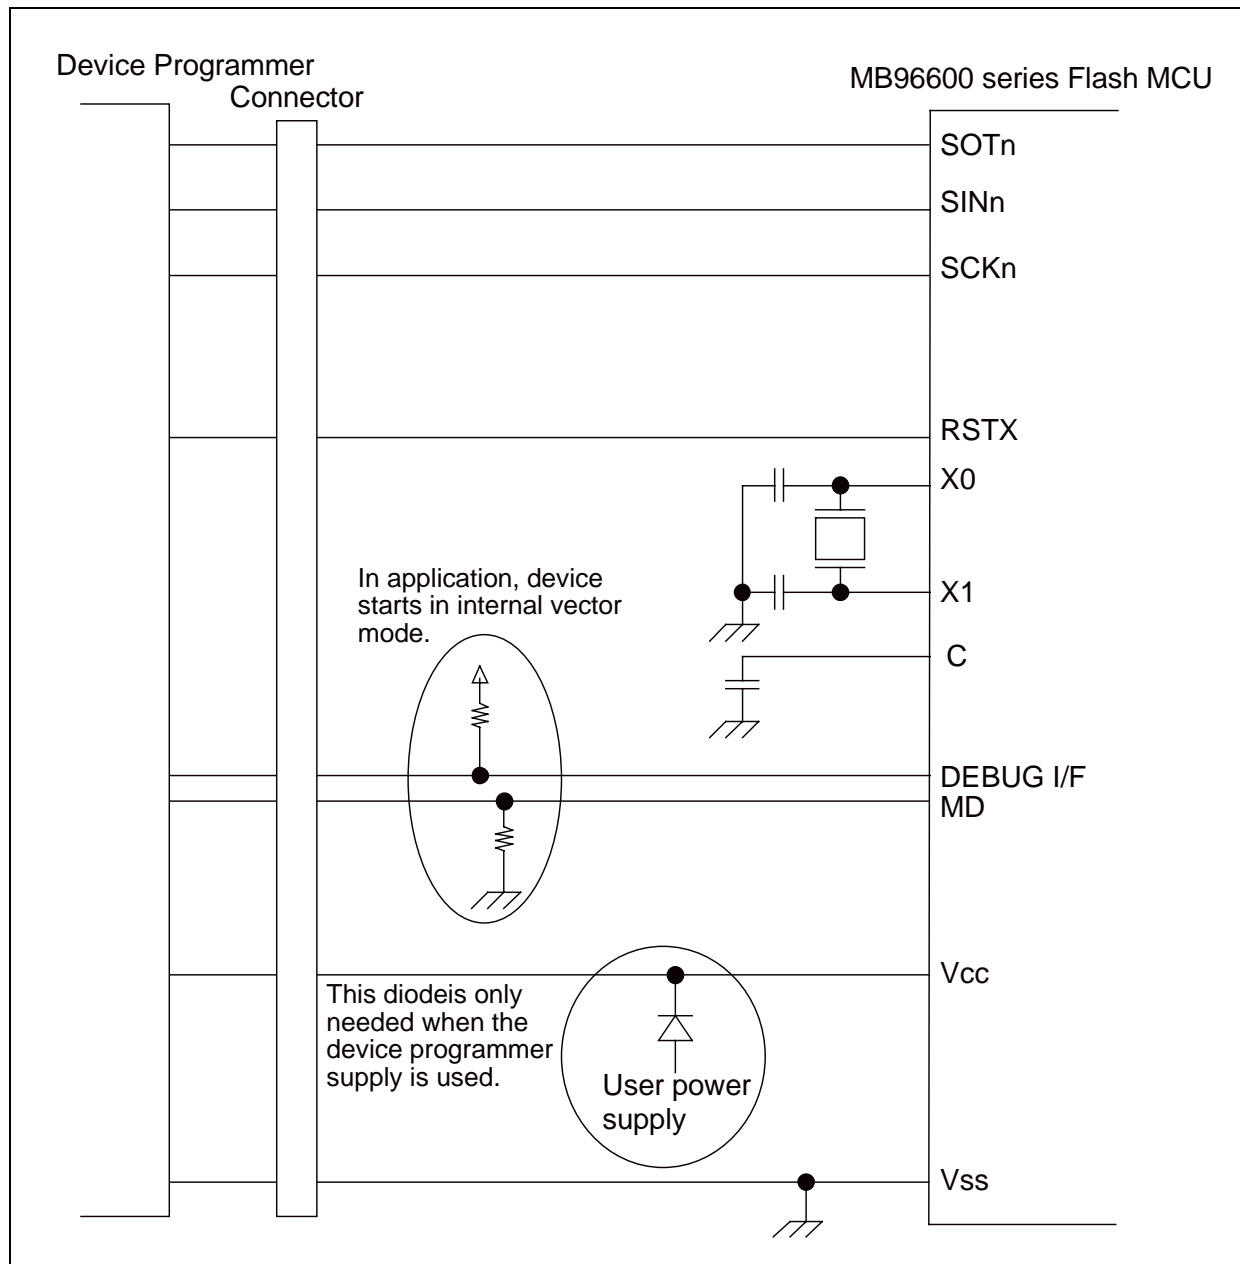 Device Programmer
Connector
MB96600 series Flash MCU
SOTn
SINn
SCKn
RSTX
X0
X1
In application, device
starts in internal vector
mode.
C
DEBUG I/F
MD
Vcc
This diodeis only
needed when the
device programmer
supply is used.
User power
supply
Vss